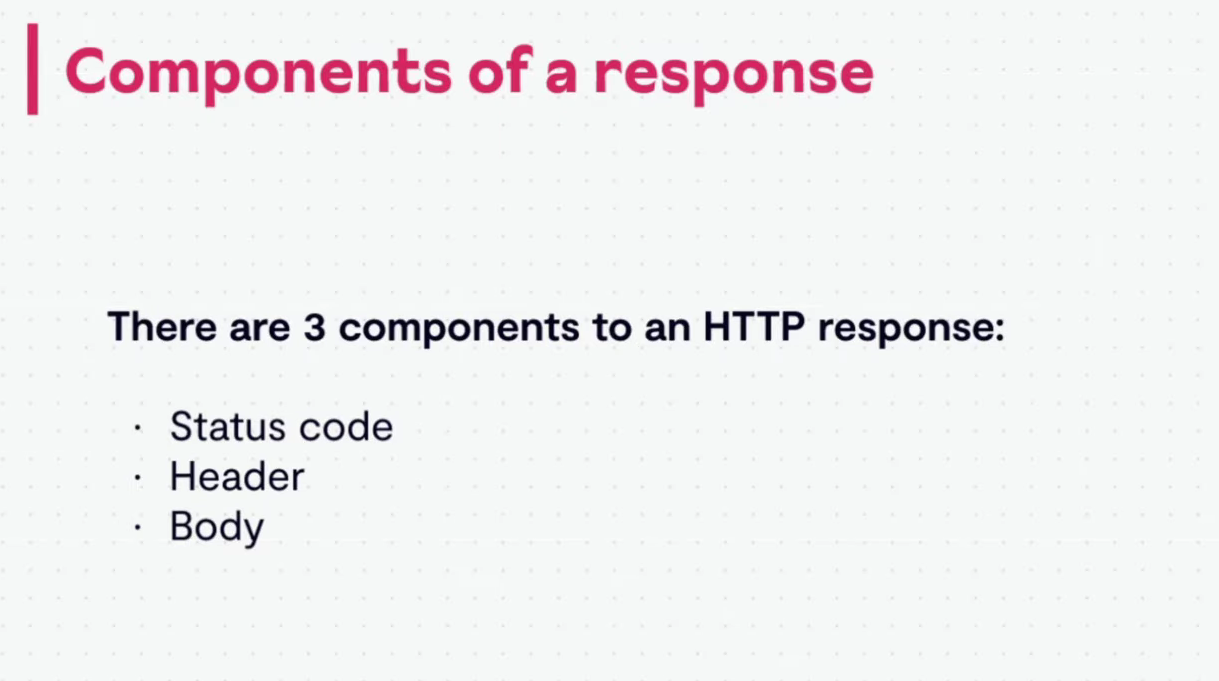 Components of a response
There are 3 components to an HTTP response:
· Status code
· Header
· Body